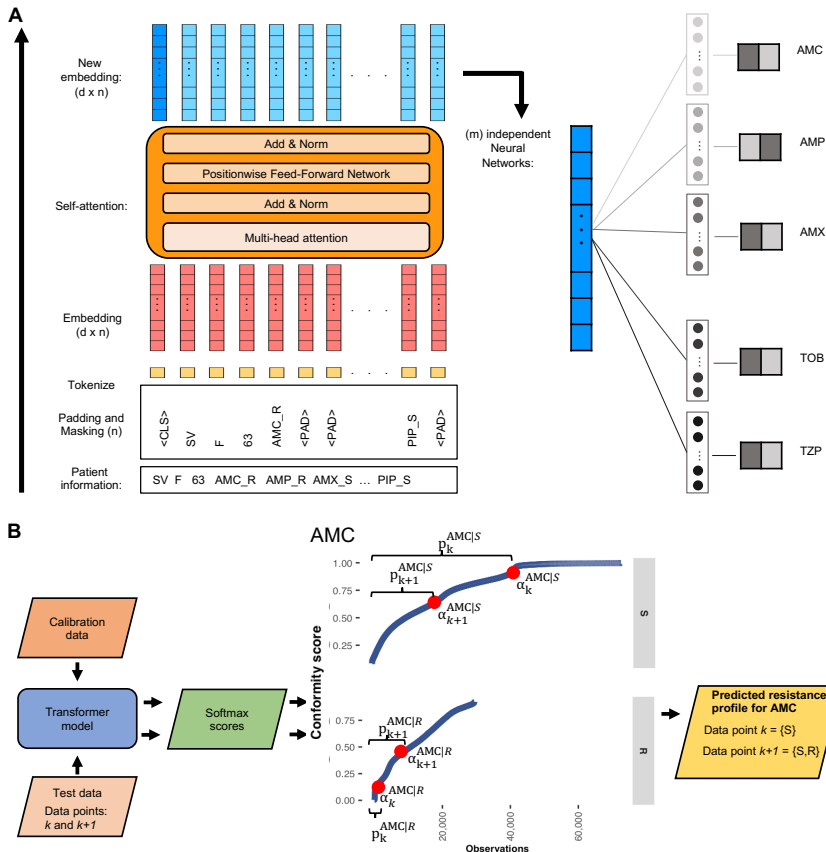 A
New
embedding:
(d x n)
(m) independent
Neural
Networks:
AMC
AMP
AMX
TOB
TZP
Self-attention:
Add & Norm
Positionwise Feed-Forward Network
Add & Norm
Multi-head attention
Embedding
(d x n)
Tokenize
Padding and
Masking (n)
<CLS>
SV
F
63
AMC_R
<PAD>
<PAD>
PIP_S
<PAD>
Patient
information:
SV F 63 AMC_R AMP_R AMX_S ... PIP_S
B
Calibration
data
Transformer
model
Test data
Data points:
k and k+1
Softmax
scores
AMC
Conformity score
1.00
0.75
0.50
0.25
p_k^AMC|S
p_k+1^AMC|S
α_k^AMC|S
α_k+1^AMC|S
S
0.75
0.50
0.25
0.00
p_k+1^AMC|R
α_k+1^AMC|R
α_k^AMC|R
p_k^AMC|R
R
20,000
40,000
Observations
Predicted resistance
profile for AMC
Data point k = {S}
Data point k+1 = {S,R}